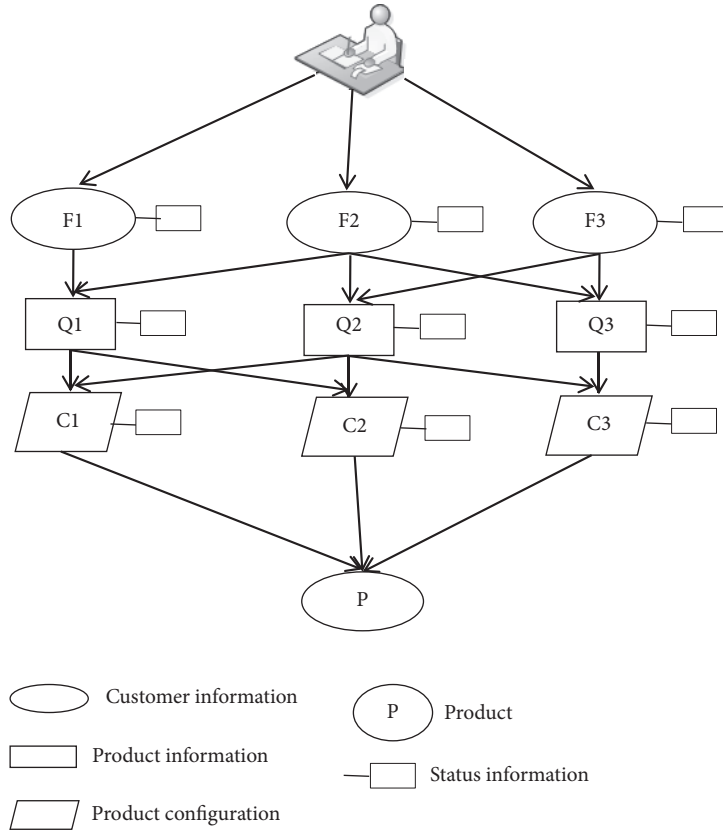 F1
F2
F3
Q1
Q2
Q3
C1
C2
C3
P
Customer information
P Product
Product information
Status information
Product configuration